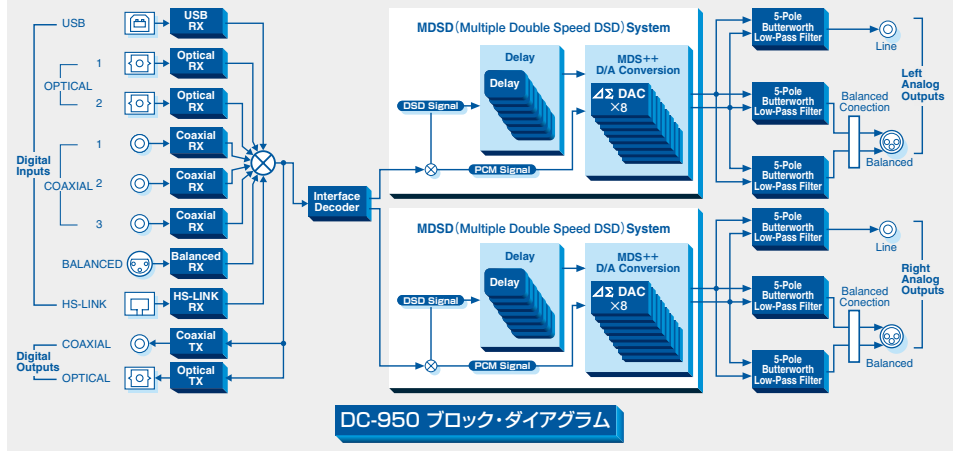 USB
USB
RX
OPTICAL
1
Optical
RX
2
Optical
RX
Digital
Inputs
COAXIAL
1
Coaxial
RX
2
Coaxial
RX
3
Coaxial
RX
BALANCED
Balanced
RX
HS-LINK
HS-LINK
RX
Digital
Outputs
COAXIAL
Coaxial
TX
OPTICAL
Optical
TX
Interface
Decoder
MDSD(Multiple Double Speed DSD)System
Delay
Delay
MDS++
D/A Conversion
⊿Σ DAC
×8
DSD Signal
PCM Signal
5-Pole
Butterworth
Low-Pass Filter
Line
5-Pole
Butterworth
Low-Pass Filter
Balanced
Conection
Balanced
5-Pole
Butterworth
Low-Pass Filter
Left
Analog
Outputs
MDSD(Multiple Double Speed DSD)System
Delay
Delay
MDS++
D/A Conversion
⊿Σ DAC
×8
DSD Signal
PCM Signal
5-Pole
Butterworth
Low-Pass Filter
Line
5-Pole
Butterworth
Low-Pass Filter
Balanced
Conection
Balanced
5-Pole
Butterworth
Low-Pass Filter
Right
Analog
Outputs
DC-950 ブロック・ダイアグラム